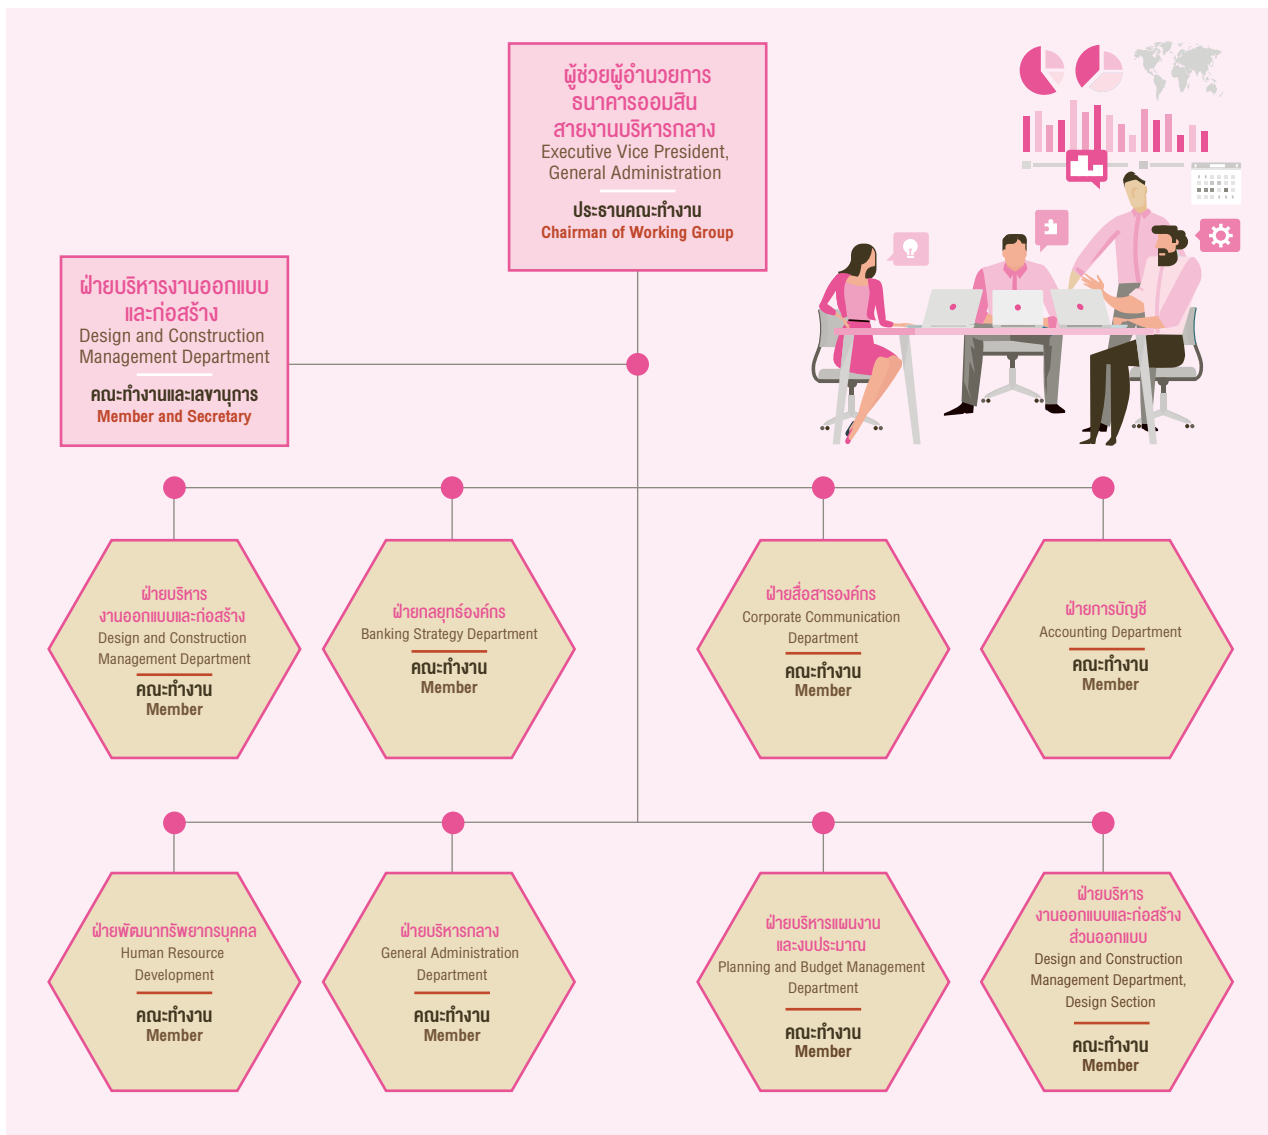 ผู้ช่วยผู้อำนวยการ
ธนาคารออมสิน
สายงานบริหารกลาง
Executive Vice President,
General Administration
ประธานคณะทำงาน
Chairman of Working Group
ฝ่ายบริหารงานออกแบบ
และก่อสร้าง
Design and Construction
Management Department
คณะทำงานและเลขานุการ
Member and Secretary
ฝ่ายบริหาร
งานออกแบบและก่อสร้าง
Design and Construction
Management Department
คณะทำงาน
Member
ฝ่ายกลยุทธ์องค์กร
Banking Strategy Department
คณะทำงาน
Member
ฝ่ายสื่อสารองค์กร
Corporate Communication
Department
คณะทำงาน
Member
ฝ่ายการบัญชี
Accounting Department
คณะทำงาน
Member
ฝ่ายพัฒนาทรัพยากรบุคคล
Human Resource
Development
คณะทำงาน
Member
ฝ่ายบริหารกลาง
General Administration
Department
คณะทำงาน
Member
ฝ่ายบริหารแผนงาน
และงบประมาณ
Planning and Budget Management
Department
คณะทำงาน
Member
ฝ่ายบริหาร
งานออกแบบและก่อสร้าง
ส่วนออกแบบ
Design and Construction
Management Department,
Design Section
คณะทำงาน
Member